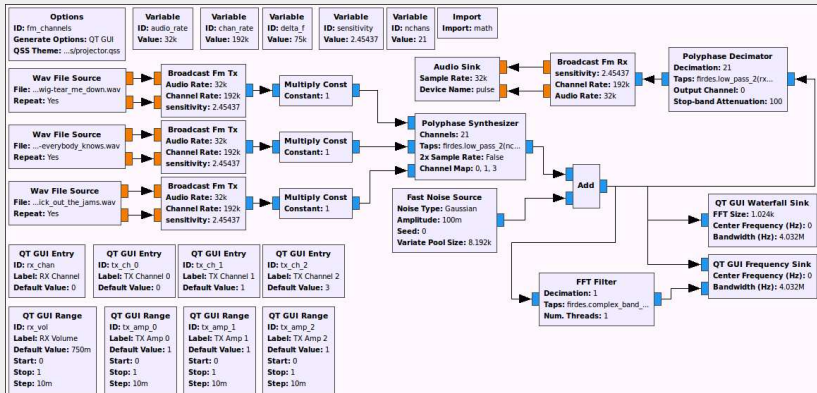 Options
ID: fm_channels
Generate Options: QT GUI
QSS Theme: ...s/projector.qss
Variable
ID: audio_rate
Value: 32k
Variable
ID: chan_rate
Value: 192k
Variable
ID: delta_f
Value: 75k
Variable
ID: sensitivity
Value: 2.45437
Variable
ID: nchans
Value: 21
Import
Import: math
Wav File Source
File: ...wig-tear_me_down.wav
Repeat: Yes
Broadcast Fm Tx
Audio Rate: 32k
Channel Rate: 192k
sensitivity: 2.45437
Multiply Const
Constant: 1
Audio Sink
Sample Rate: 32k
Device Name: pulse
Broadcast Fm Rx
sensitivity: 2.45437
Channel Rate: 192k
Audio Rate: 32k
Polyphase Decimator
Decimation: 21
Taps: firdes.low_pass_2(rx...
Output Channel: 0
Stop-band Attenuation: 100
Wav File Source
File: ...-everybody_knows.wav
Repeat: Yes
Broadcast Fm Tx
Audio Rate: 32k
Channel Rate: 192k
sensitivity: 2.45437
Multiply Const
Constant: 1
Polyphase Synthesizer
Channels: 21
Taps: firdes.low_pass_2(nc...
2x Sample Rate: False
Channel Map: 0, 1, 3
Wav File Source
File: ...ick_out_the_jams.wav
Repeat: Yes
Broadcast Fm Tx
Audio Rate: 32k
Channel Rate: 192k
sensitivity: 2.45437
Multiply Const
Constant: 1
Fast Noise Source
Noise Type: Gaussian
Amplitude: 100m
Seed: 0
Variate Pool Size: 8.192k
Add
QT GUI Waterfall Sink
FFT Size: 1.024k
Center Frequency (Hz): 0
Bandwidth (Hz): 4.032M
QT GUI Frequency Sink
Center Frequency (Hz): 0
Bandwidth (Hz): 4.032M
FFT Filter
Decimation: 1
Taps: firdes.complex_band_...
Num. Threads: 1
QT GUI Entry
ID: rx_chan
Label: RX Channel
Default Value: 0
QT GUI Entry
ID: tx_ch_0
Label: TX Channel 0
Default Value: 0
QT GUI Entry
ID: tx_ch_1
Label: TX Channel 1
Default Value: 1
QT GUI Entry
ID: tx_ch_2
Label: TX Channel 2
Default Value: 3
QT GUI Range
ID: rx_vol
Label: RX Volume
Default Value: 750m
Start: 0
Stop: 1
Step: 10m
QT GUI Range
ID: tx_amp_0
Label: TX Amp 0
Default Value: 1
Start: 0
Stop: 1
Step: 10m
QT GUI Range
ID: tx_amp_1
Label: TX Amp 1
Default Value: 1
Start: 0
Stop: 1
Step: 10m
QT GUI Range
ID: tx_amp_2
Label: TX Amp 2
Default Value: 1
Start: 0
Stop: 1
Step: 10m